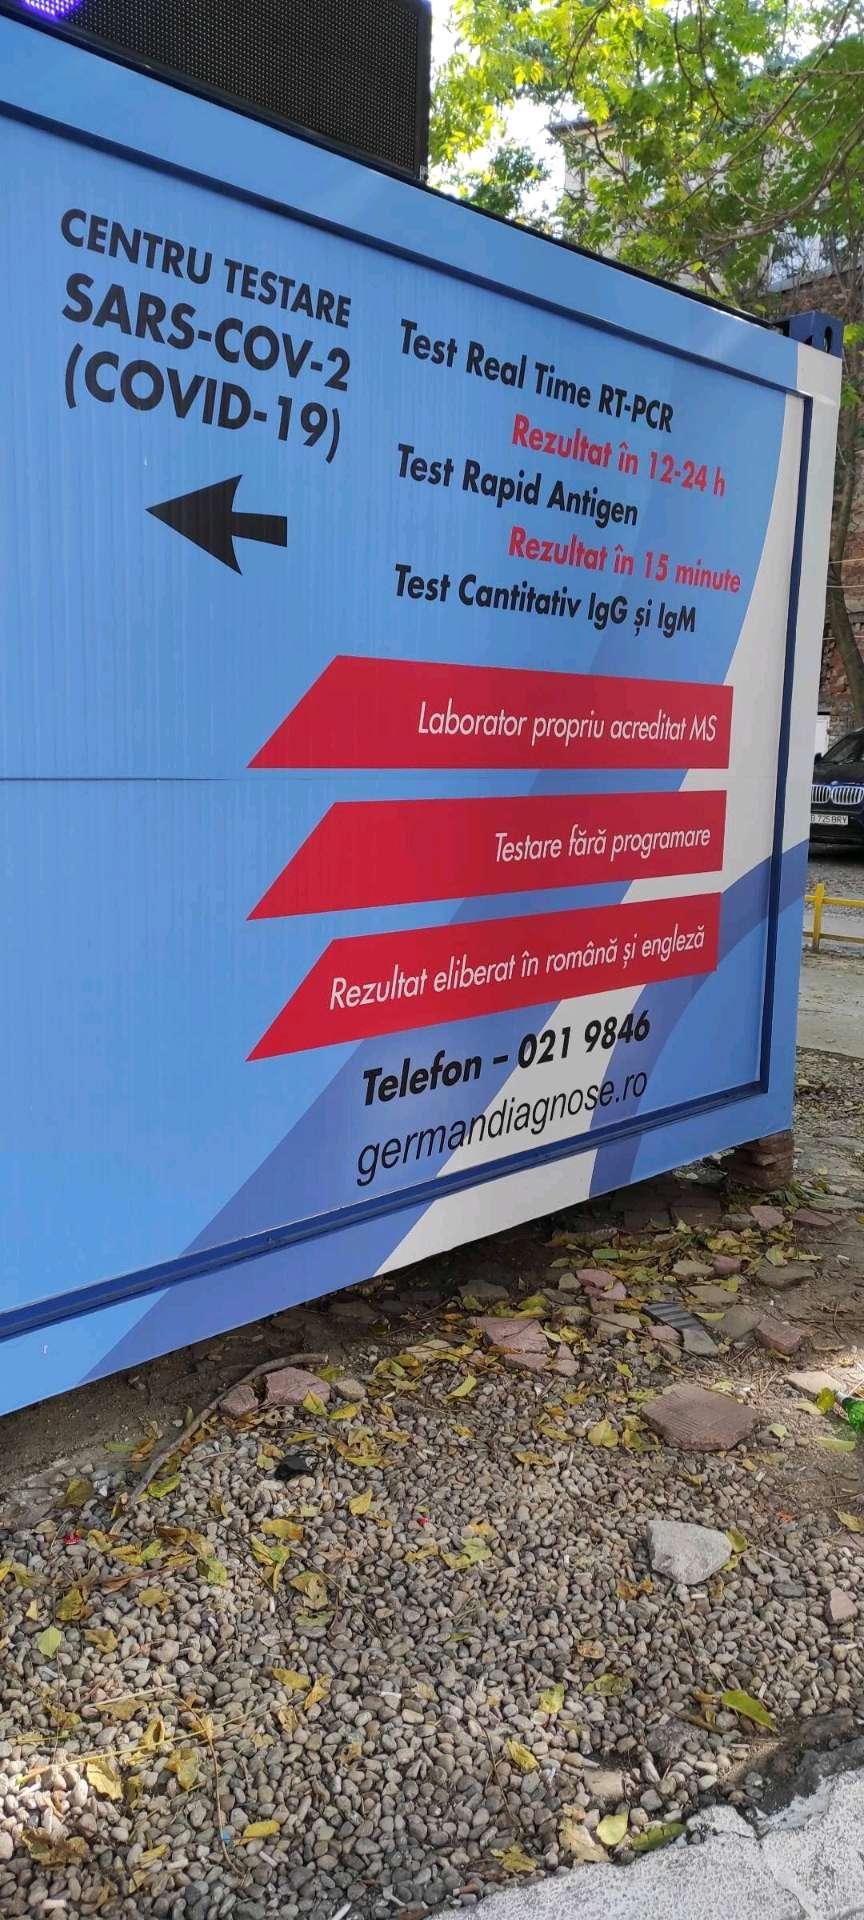 CENTRU TESTARE
SARS-COV-2
(COVID-19)
Test Real Time RT-PCR
Rezultat în 12-24 h
Test Rapid Antigen
Rezultat în 15 minute
Test Cantitativ IgG și IgM
Laborator propriu acreditat MS
Testare fără programare
Rezultat eliberat în română și engleză
Telefon – 021 9846
germandiagnose.ro
B 725 BRY